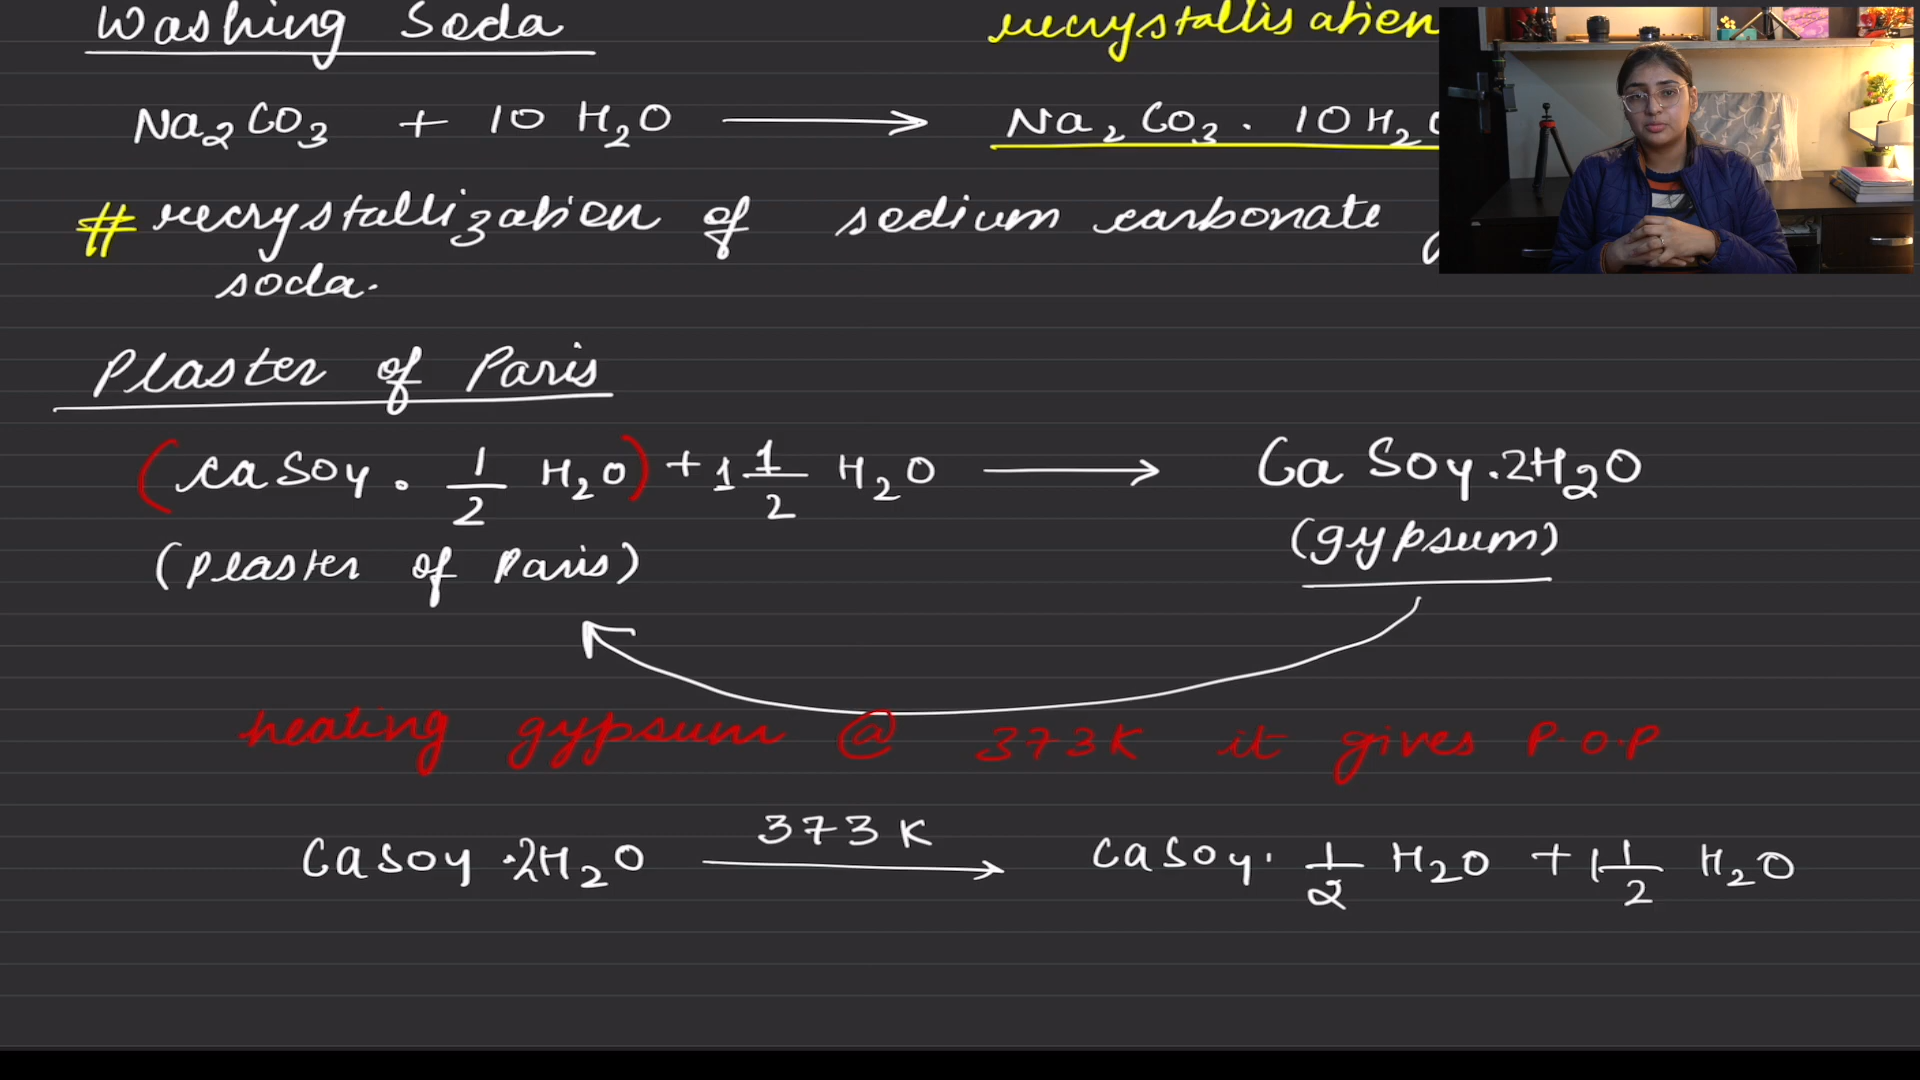 Washing Soda
recrystallisation
Na₂CO₃ + 10 H₂O ⟶ Na₂CO₃ . 10H₂O
# recrystallization of sodium carbonate
soda.
Plaster of Paris
(CaSO₄ . 1/2 H₂O) + 1 1/2 H₂O ⟶ CaSO₄.2H₂O
(Plaster of Paris) (gypsum)
heating gypsum @ 373K it gives P.O.P
373 K
CaSO₄ .2H₂O ⟶ CaSO₄. 1/2 H₂O + 1 1/2 H₂O